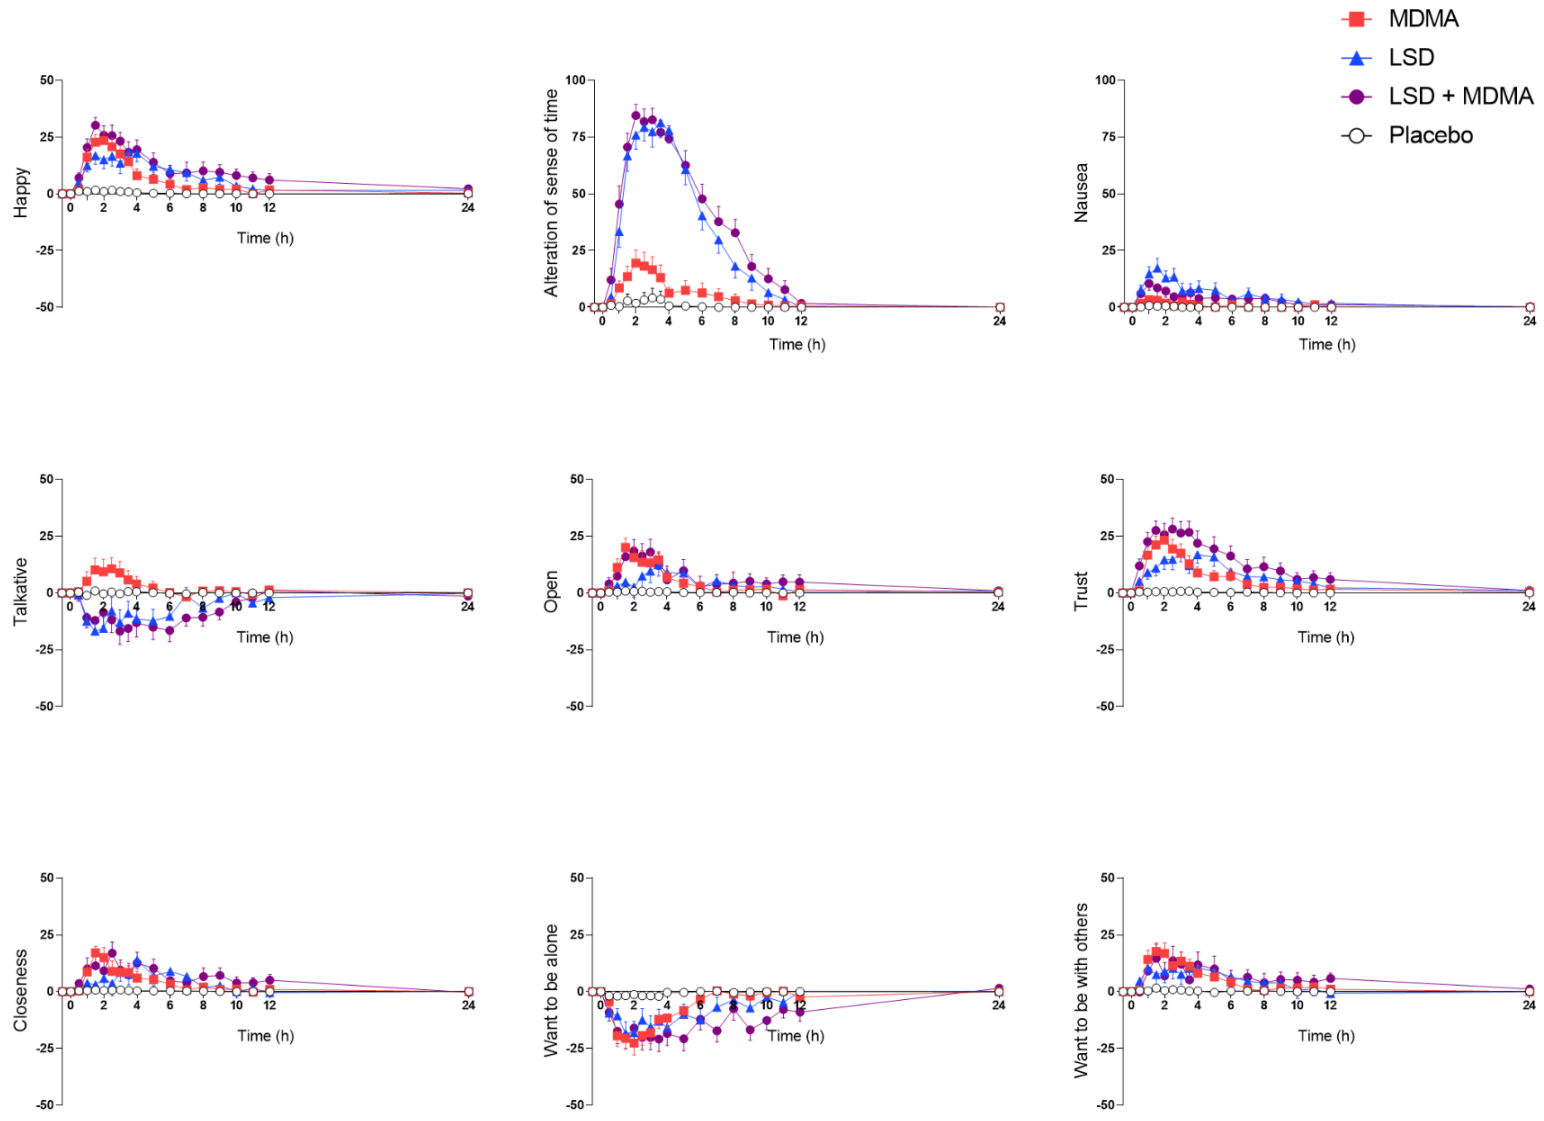 MDMA
LSD
LSD + MDMA
Placebo
Happy
50
25
0
-25
-50
0 2 4 6 8 10 12 24
Time (h)
Alteration of sense of time
100
75
50
25
0
0 2 4 6 8 10 12 24
Time (h)
Nausea
100
75
50
25
0
0 2 4 6 8 10 12 24
Time (h)
Talkative
50
25
0
-25
-50
0 2 4 6 8 10 12 24
Time (h)
Open
50
25
0
-25
-50
0 2 4 6 8 10 12 24
Time (h)
Trust
50
25
0
-25
-50
0 2 4 6 8 10 12 24
Time (h)
Closeness
50
25
0
-25
-50
0 2 4 6 8 10 12 24
Time (h)
Want to be alone
50
25
0
-25
-50
0 2 4 6 8 10 12 24
Time (h)
Want to be with others
50
25
0
-25
-50
0 2 4 6 8 10 12 24
Time (h)